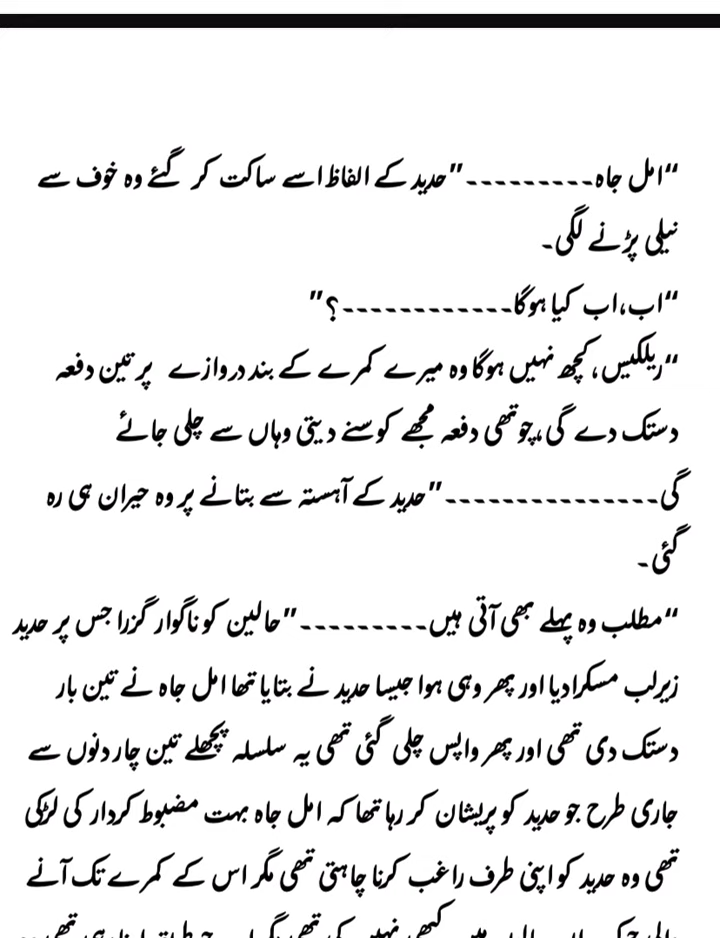 “امل جاہ---------”حدید کے الفاظ اسے ساکت کر گئے وہ خوف سے
نیلی پڑنے لگی۔
“اب،اب کیا ہوگا------------؟”
“ریلکیس،کچھ نہیں ہوگا وہ میرے کمرے کے بند دروازے پر تین دفعہ
دستک دے گی،چوتھی دفعہ مجھے کوسنے دیتی وہاں سے چلی جائے
گی---------------”حدید کے آہستہ سے بتانے پر وہ حیران ہی رہ
گئی۔
“مطلب وہ پہلے بھی آتی ہیں---------”حالین کو ناگوار گزرا جس پر حدید
زیرلب مسکرا دیا اور پھر وہی ہوا جیسا حدید نے بتایا تھا امل جاہ نے تین بار
دستک دی تھی اور پھر واپس چلی گئی تھی یہ سلسلہ پچھلے تین چار دنوں سے
جاری طرح جو حدید کو پریشان کر رہا تھا کہ امل جاہ بہت مضبوط کردار کی لڑکی
تھی وہ حدید کو اپنی طرف راغب کرنا چاہتی تھی مگر اس کے کمرے تک آنے